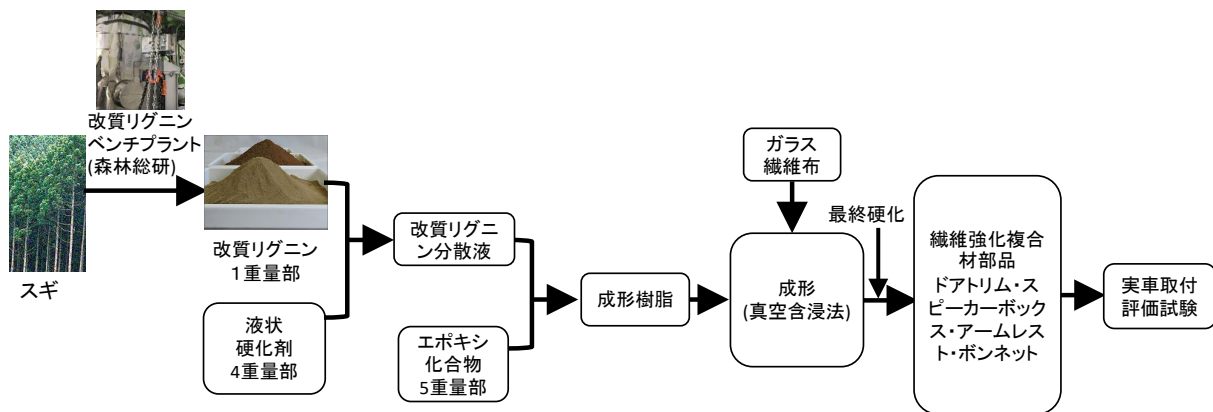 改質リグニン
ベンチプラント
(森林総研)
スギ
改質リグニン
1重量部
液状
硬化剤
4重量部
改質リグニ
ン分散液
エポキシ
化合物
5重量部
成形樹脂
ガラス
繊維布
成形
(真空含浸法)
最終硬化
繊維強化複合
材部品
ドアトリム・ス
ピーカーボック
ス・アームレス
ト・ボンネット
実車取付
評価試験